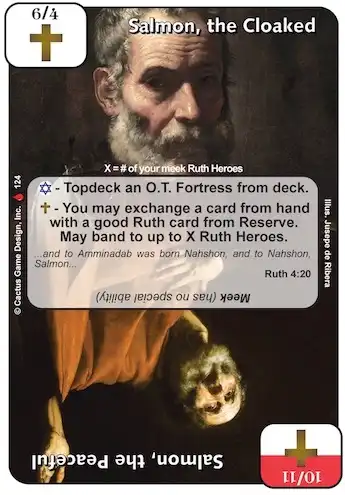 6/4
Salmon, the Cloaked
X = # of your meek Ruth Heroes
✡ - Topdeck an O.T. Fortress from deck.
✝ - You may exchange a card from hand
with a good Ruth card from Reserve.
May band to up to X Ruth Heroes.
...and to Amminadab was born Nahshon, and to Nahshon,
Salmon...
Ruth 4:20
© Cactus Game Design, Inc. 124
Illus. Jusepe de Ribera
Meek (has no special ability)
Salmon, the Peaceful
10/11